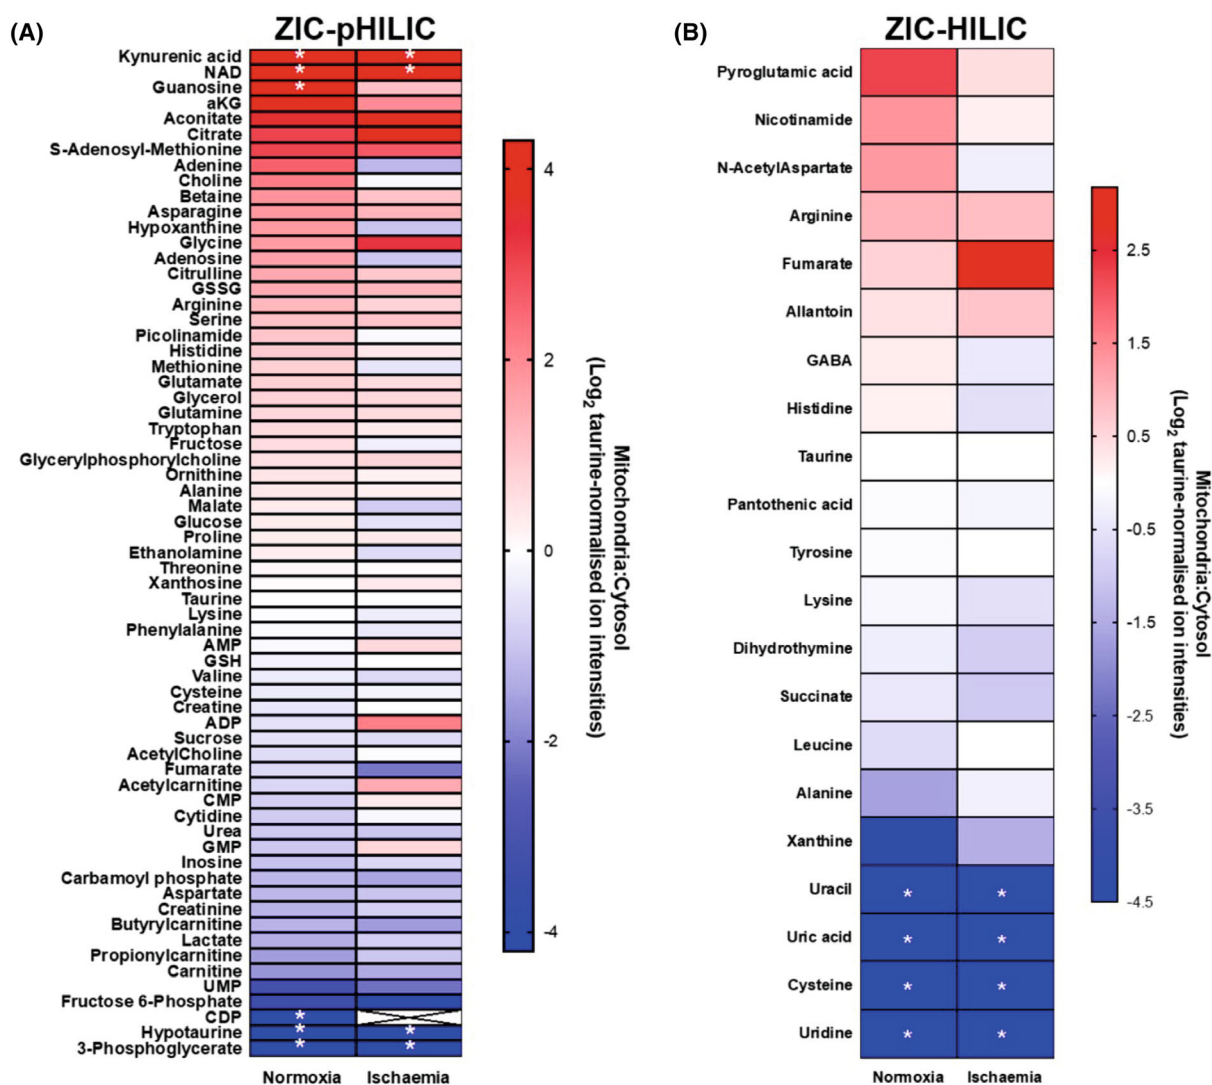 (A)
ZIC-pHILIC
Kynurenic acid
*
*
NAD
*
*
Guanosine
*
aKG
Aconitate
Citrate
S-Adenosyl-Methionine
Adenine
Choline
Betaine
Asparagine
Hypoxanthine
Glycine
Adenosine
Citrulline
GSSG
Arginine
Serine
Picolinamide
Histidine
Methionine
Glutamate
Glycerol
Glutamine
Tryptophan
Fructose
Glycerylphosphorylcholine
Ornithine
Alanine
Malate
Glucose
Proline
Ethanolamine
Threonine
Xanthosine
Taurine
Lysine
Phenylalanine
AMP
GSH
Valine
Cysteine
Creatine
ADP
Sucrose
AcetylCholine
Fumarate
Acetylcarnitine
CMP
Cytidine
Urea
GMP
Inosine
Carbamoyl phosphate
Aspartate
Creatinine
Butyrylcarnitine
Lactate
Propionylcarnitine
Carnitine
UMP
Fructose 6-Phosphate
CDP
*
Hypotaurine
*
*
3-Phosphoglycerate
*
*
Normoxia
Ischaemia
4
2
0
-2
-4
Mitochondria:Cytosol
(Log2 taurine-normalised ion intensities)
(B)
ZIC-HILIC
Pyroglutamic acid
Nicotinamide
N-AcetylAspartate
Arginine
Fumarate
Allantoin
GABA
Histidine
Taurine
Pantothenic acid
Tyrosine
Lysine
Dihydrothymine
Succinate
Leucine
Alanine
Xanthine
Uracil
*
*
Uric acid
*
*
Cysteine
*
*
Uridine
*
*
Normoxia
Ischaemia
2.5
1.5
0.5
-0.5
-1.5
-2.5
-3.5
-4.5
Mitochondria:Cytosol
(Log2 taurine-normalised ion intensities)